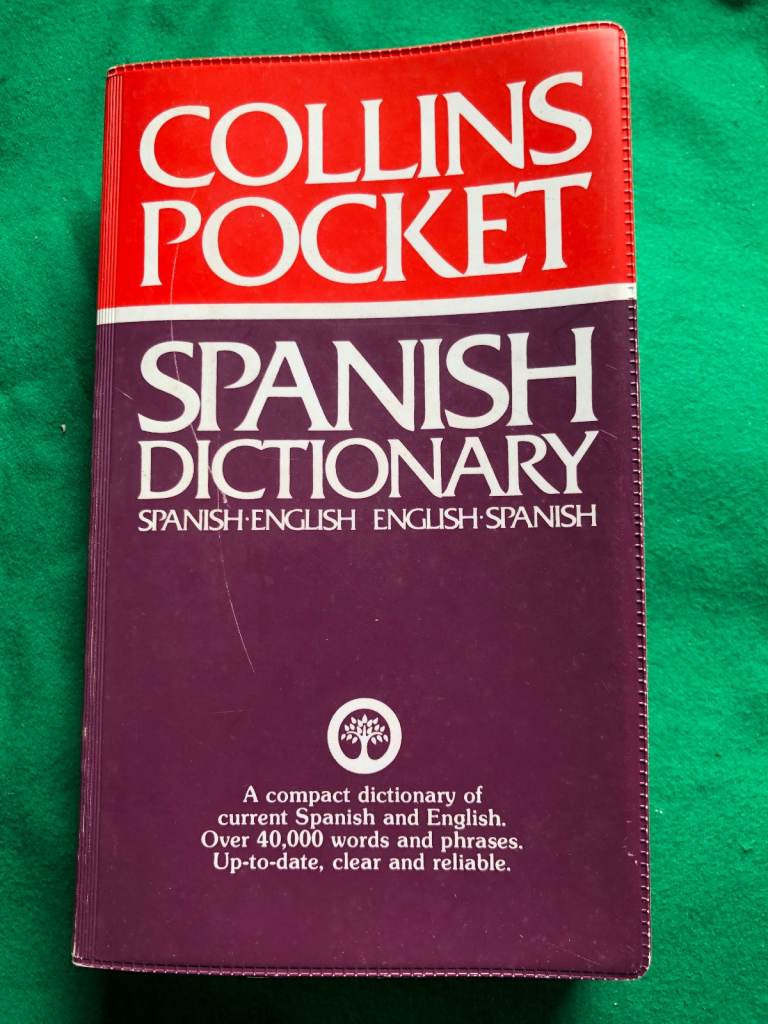 COLLINS
POCKET
SPANISH
DICTIONARY
SPANISH·ENGLISH ENGLISH·SPANISH
A compact dictionary of
current Spanish and English.
Over 40,000 words and phrases.
Up-to-date, clear and reliable.